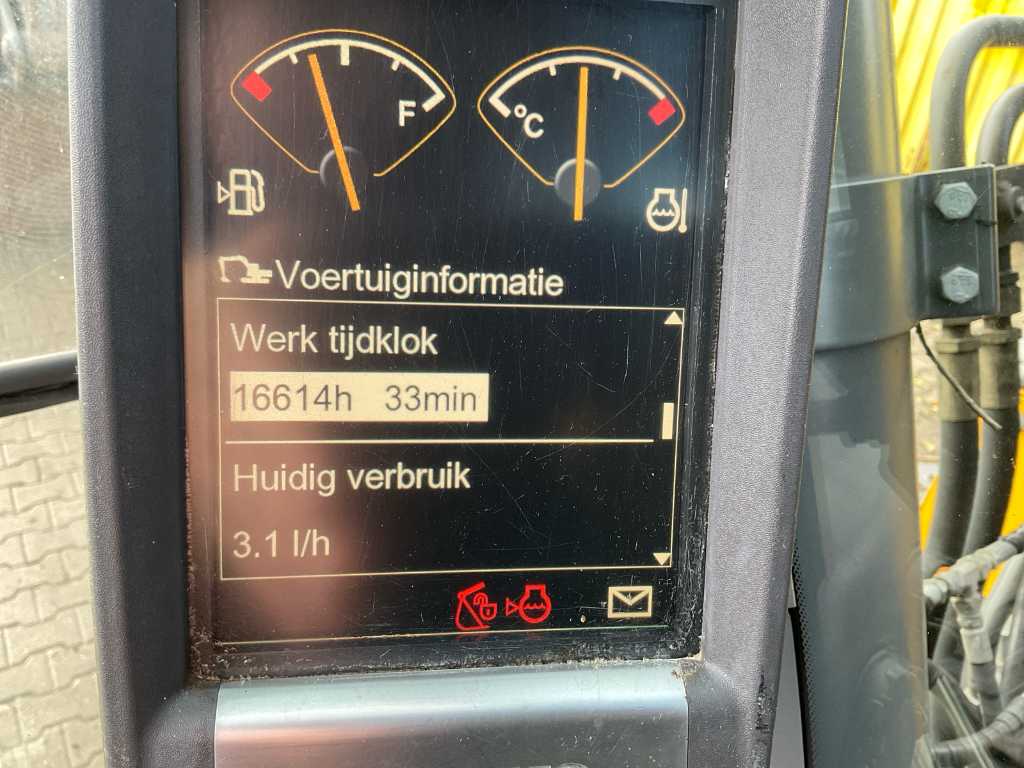 F
°C
Voertuiginformatie
Werk tijdklok
16614h 33min
Huidig verbruik
3.1 l/h